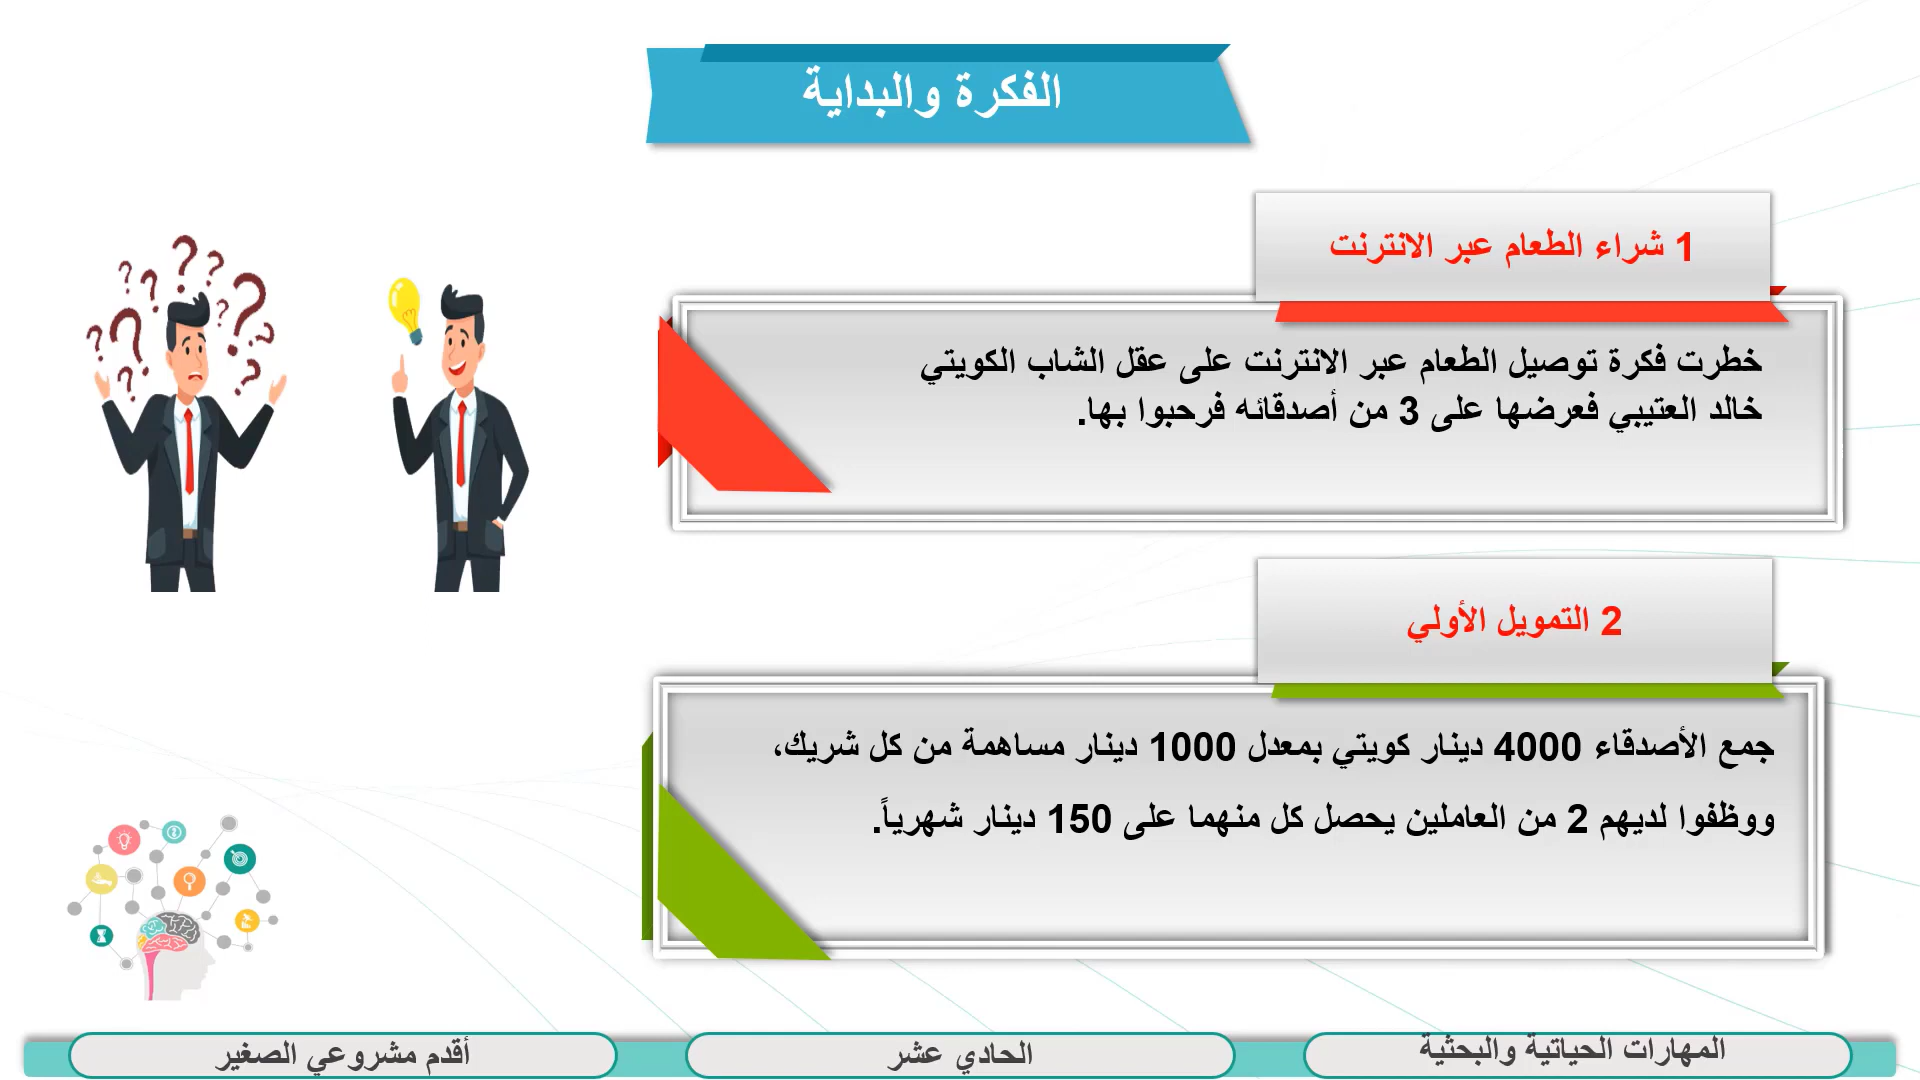 الفكرة والبداية
1 شراء الطعام عبر الانترنت
خطرت فكرة توصيل الطعام عبر الانترنت على عقل الشاب الكويتي
خالد العتيبي فعرضها على 3 من أصدقائه فرحبوا بها.
2 التمويل الأولي
جمع الأصدقاء 4000 دينار كويتي بمعدل 1000 دينار مساهمة من كل شريك،
ووظفوا لديهم 2 من العاملين يحصل كل منهما على 150 دينار شهرياً.
المهارات الحياتية والبحثية
الحادي عشر
أقدم مشروعي الصغير